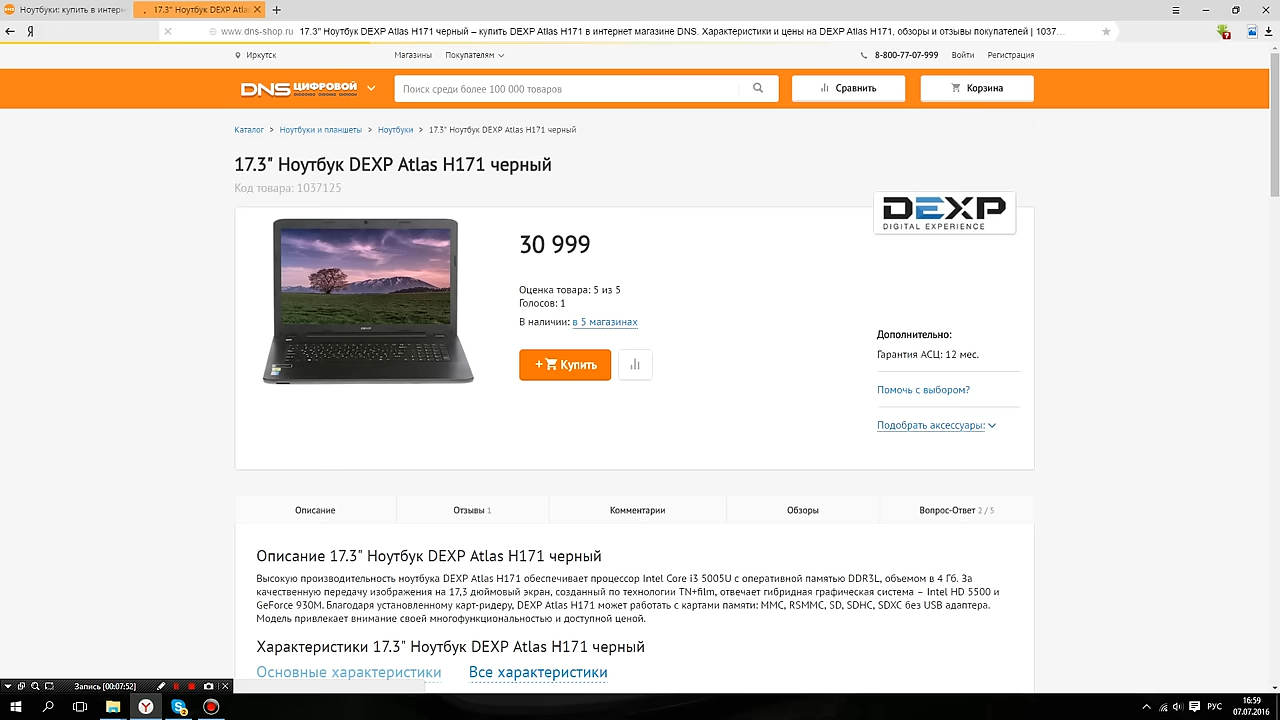 Ноутбуки: купить в интерн
17.3" Ноутбук DEXP Atla
Я
www.dns-shop.ru 17.3" Ноутбук DEXP Atlas H171 черный – купить DEXP Atlas H171 в интернет магазине DNS. Характеристики и цены на DEXP Atlas H171, обзоры и отзывы покупателей | 1037...
Иркутск
Магазины Покупателям
8-800-77-07-999 Войти Регистрация
DNS ЦИФРОВОЙ
Поиск среди более 100 000 товаров
Сравнить
Корзина
Каталог > Ноутбуки и планшеты > Ноутбуки > 17.3" Ноутбук DEXP Atlas H171 черный
17.3" Ноутбук DEXP Atlas H171 черный
Код товара: 1037125
DEXP
DIGITAL EXPERIENCE
30 999
Оценка товара: 5 из 5
Голосов: 1
В наличии: в 5 магазинах
+ Купить
Дополнительно:
Гарантия АСЦ: 12 мес.
Помочь с выбором?
Подобрать аксессуары:
Описание
Отзывы 1
Комментарии
Обзоры
Вопрос-Ответ 2 / 5
Описание 17.3" Ноутбук DEXP Atlas H171 черный
Высокую производительность ноутбука DEXP Atlas H171 обеспечивает процессор Intel Core i3 5005U с оперативной памятью DDR3L, объемом в 4 Гб. За
качественную передачу изображения на 17,3 дюймовый экран, созданный по технологии TN+film, отвечает гибридная графическая система – Intel HD 5500 и
GeForce 930M. Благодаря установленному карт-ридеру, DEXP Atlas H171 может работать с картами памяти: MMC, RSMMC, SD, SDHC, SDXC без USB адаптера.
Модель привлекает внимание своей многофункциональностью и доступной ценой.
Характеристики 17.3" Ноутбук DEXP Atlas H171 черный
Основные характеристики Все характеристики
Запись [00:07:52]
РУС
16:59
07.07.2016